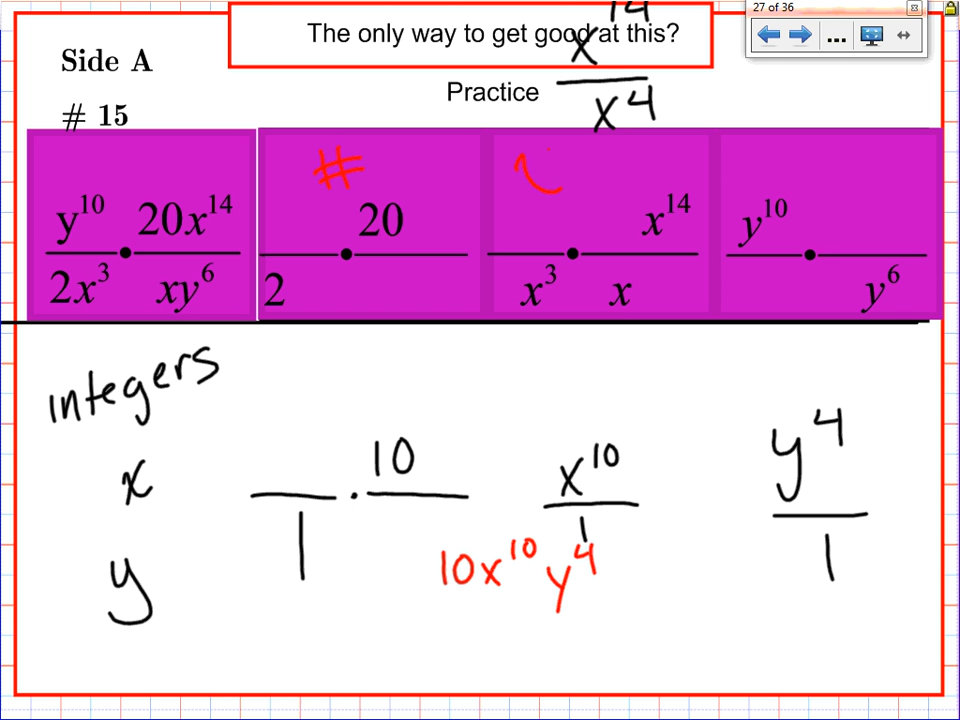 27 of 36
The only way to get good at this?
x^14 / x^4
Side A
Practice
# 15
#
y^10 / 2x^3 • 20x^14 / xy^6
20 / 2 •
x^14 / x^3 • x
y^10 / y^6 •
integers
x
y
1 . 10
x^10 / 1
y^4 / 1
10x^10 y^4